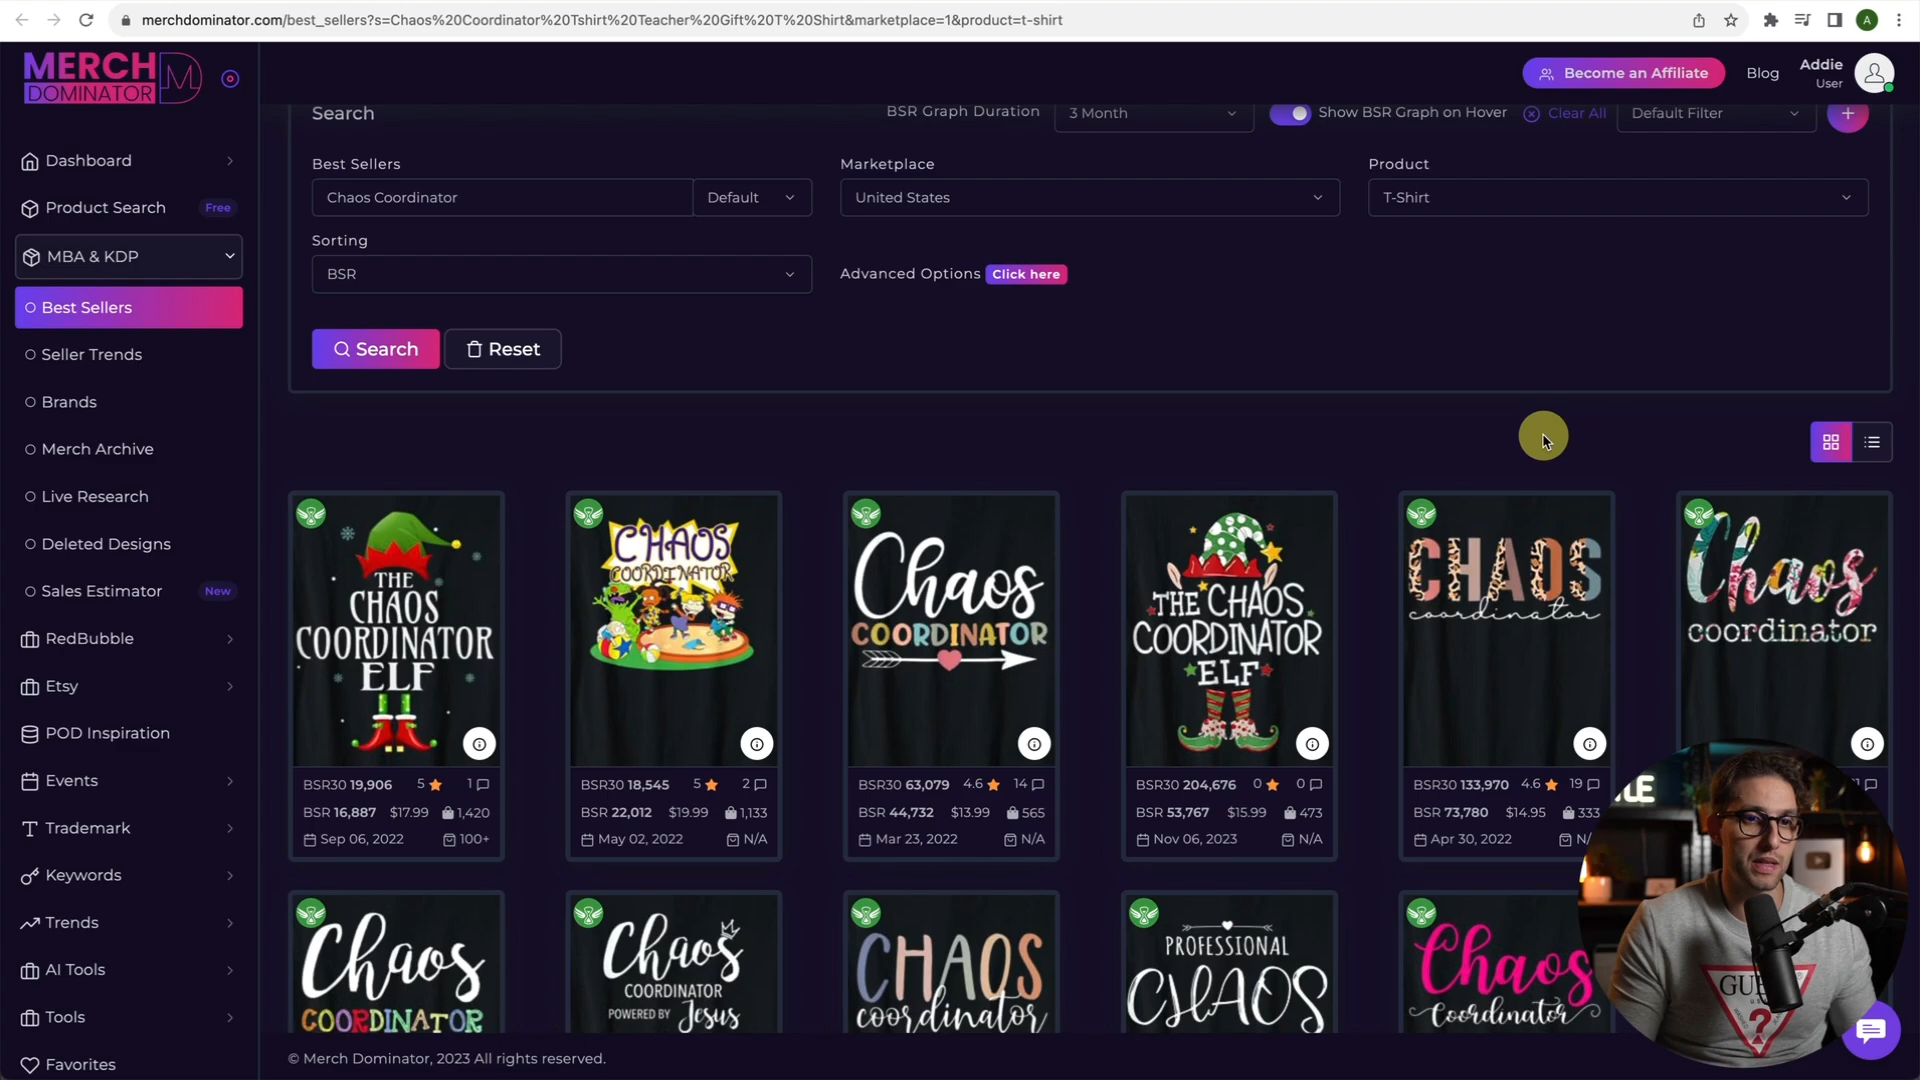 merchdominator.com/best_sellers?s=Chaos%20Coordinator%20Tshirt%20Teacher%20Gift%20T%20Shirt&marketplace=1&product=t-shirt
A
MERCH
DOMINATOR
Become an Affiliate
Blog
Addie
User
Dashboard
Product Search Free
MBA & KDP
Best Sellers
Seller Trends
Brands
Merch Archive
Live Research
Deleted Designs
Sales Estimator New
RedBubble
Etsy
POD Inspiration
Events
Trademark
Keywords
Trends
AI Tools
Tools
Favorites
Search
BSR Graph Duration 3 Month Show BSR Graph on Hover Clear All Default Filter
Best Sellers Marketplace Product
Chaos Coordinator Default United States T-Shirt
Sorting
BSR Advanced Options Click here
Search Reset
THE
CHAOS
COORDINATOR
ELF
BSR30 19,906 5 1
BSR 16,887 $17.99 1,420
Sep 06, 2022 100+
CHAOS
COORDINATOR
BSR30 18,545 5 2
BSR 22,012 $19.99 1,133
May 02, 2022 N/A
Chaos
COORDINATOR
BSR30 63,079 4.6 14
BSR 44,732 $13.99 565
Mar 23, 2022 N/A
THE CHAOS
COORDINATOR
ELF
BSR30 204,676 0 0
BSR 53,767 $15.99 473
Nov 06, 2023 N/A
CHAOS
coordinator
BSR30 133,970 4.6 19
BSR 73,780 $14.95 333
Apr 30, 2022
Chaos
coordinator
Chaos
COORDINATOR
Chaos
COORDINATOR
POWERED BY Jesus
CHAOS
coordinator
PROFESSIONAL
CHAOS
Chaos
Coordinator
© Merch Dominator, 2023 All rights reserved.